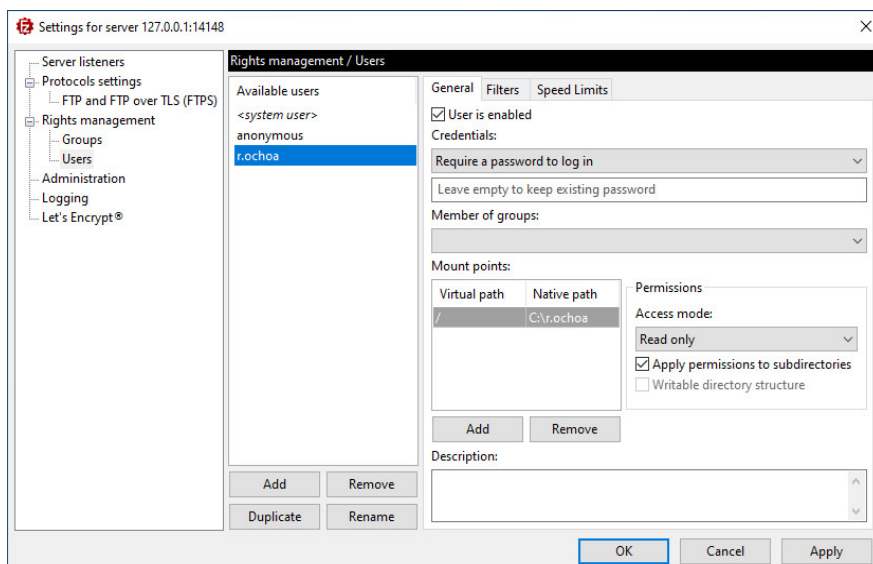 Settings for server 127.0.0.1:14148
Server listeners
Protocols settings
FTP and FTP over TLS (FTPS)
Rights management
Groups
Users
Administration
Logging
Let's Encrypt®
Rights management / Users
Available users
<system user>
anonymous
r.ochoa
Add
Remove
Duplicate
Rename
General
Filters
Speed Limits
User is enabled
Credentials:
Require a password to log in
Leave empty to keep existing password
Member of groups:
Mount points:
Virtual path
Native path
/
C:\r.ochoa
Add
Remove
Permissions
Access mode:
Read only
Apply permissions to subdirectories
Writable directory structure
Description:
OK
Cancel
Apply